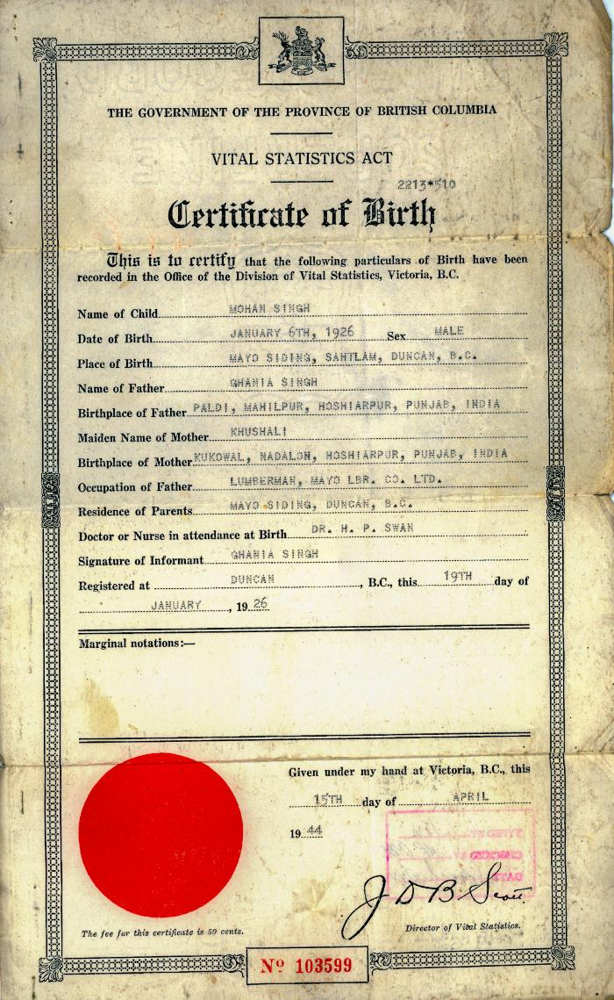 THE GOVERNMENT OF THE PROVINCE OF BRITISH COLUMBIA
VITAL STATISTICS ACT
2213*510
Certificate of Birth
This is to certify that the following particulars of Birth have been
recorded in the Office of the Division of Vital Statistics, Victoria, B.C.
Name of Child MOHAN SINGH
Date of Birth JANUARY 6TH, 1926 Sex MALE
Place of Birth MAYO SIDING, SAHTLAM, DUNCAN, B.C.
Name of Father GHANIA SINGH
Birthplace of Father PALDI, MAHILPUR, HOSHIARPUR, PUNJAB, INDIA
Maiden Name of Mother KHUSHALI
Birthplace of Mother KUKOWAL, NADALON, HOSHIARPUR, PUNJAB, INDIA
Occupation of Father LUMBERMAN, MAYO LBR. CO. LTD.
Residence of Parents MAYO SIDING, DUNCAN, B.C.
Doctor or Nurse in attendance at Birth DR. H. P. SWAN
Signature of Informant GHANIA SINGH
Registered at DUNCAN, B.C., this 19TH day of
JANUARY, 1926
Marginal notations:—
Given under my hand at Victoria, B.C., this
15TH day of APRIL
1944
TYPED BY
CHECKED BY
DATE
J D B Scott
The fee for this certificate is 50 cents.
Director of Vital Statistics.
Nº 103599